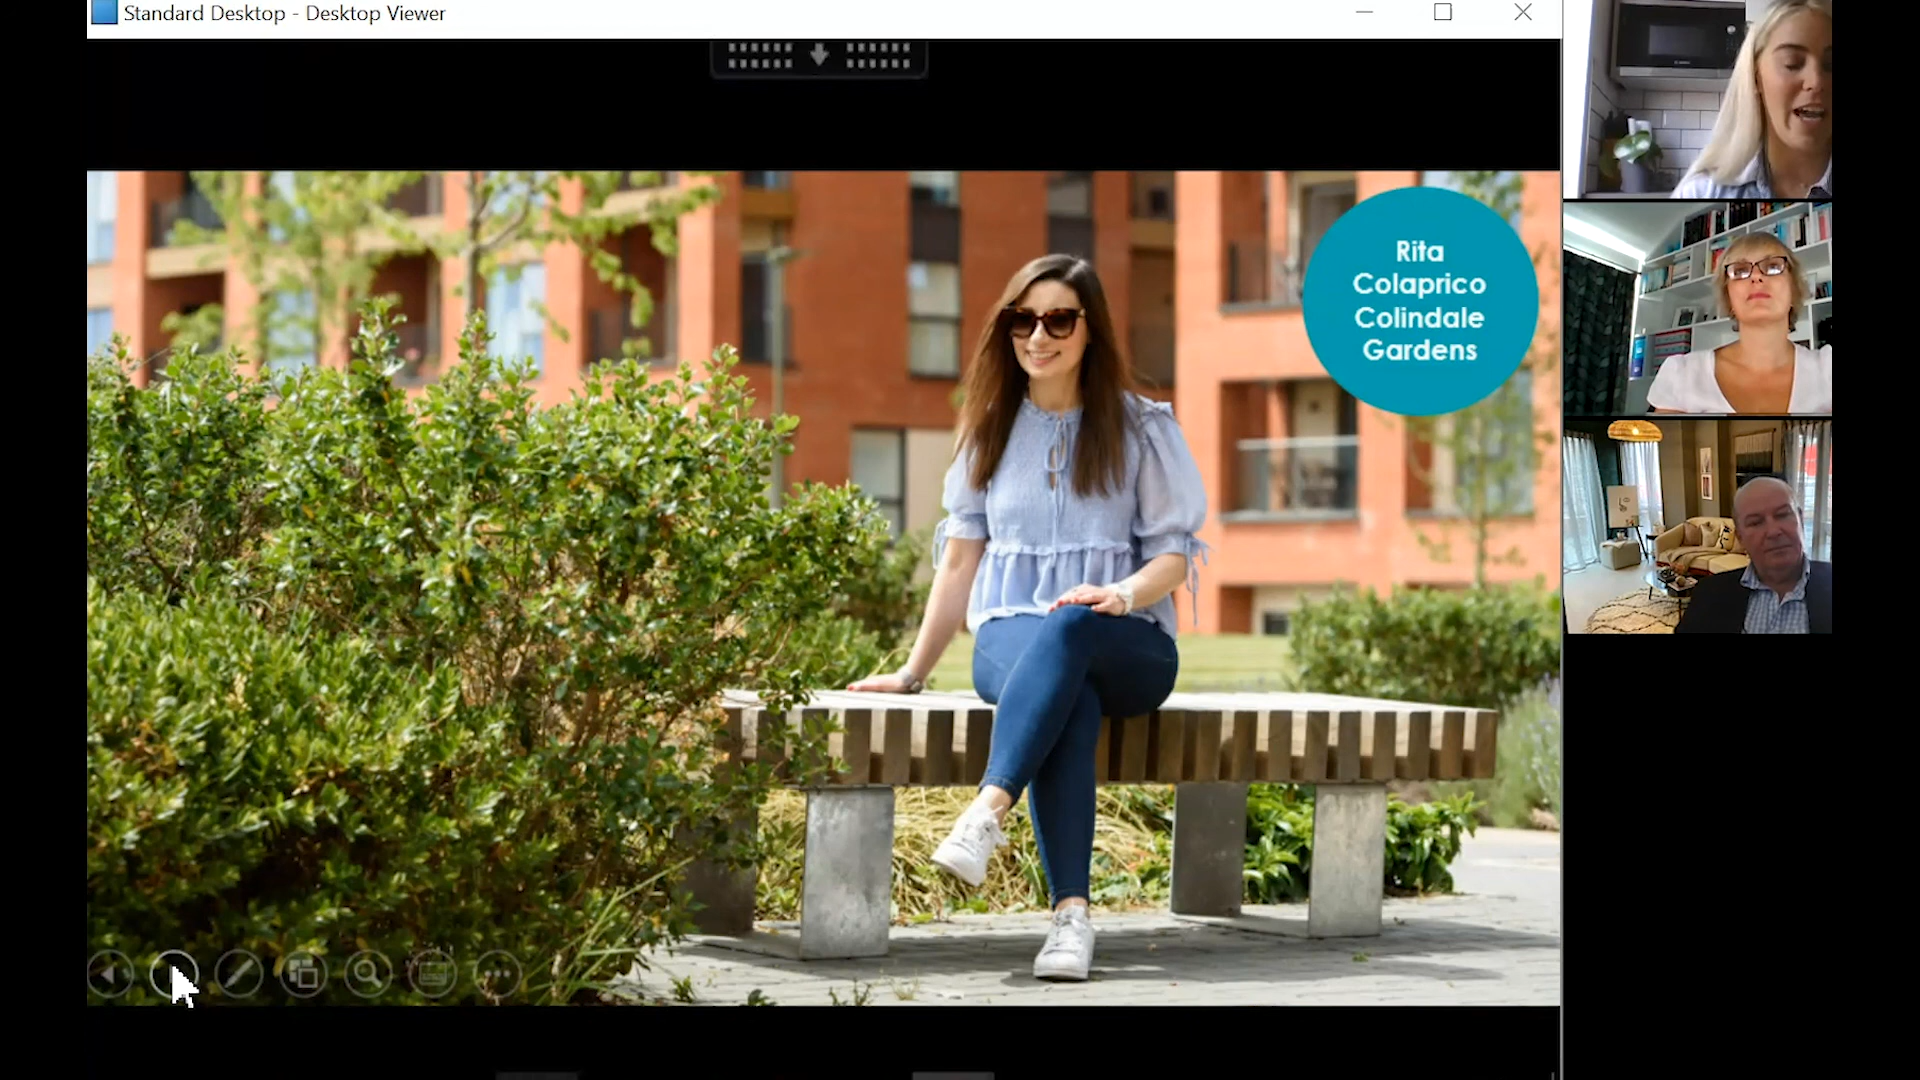 Standard Desktop - Desktop Viewer
Rita
Colaprico
Colindale
Gardens